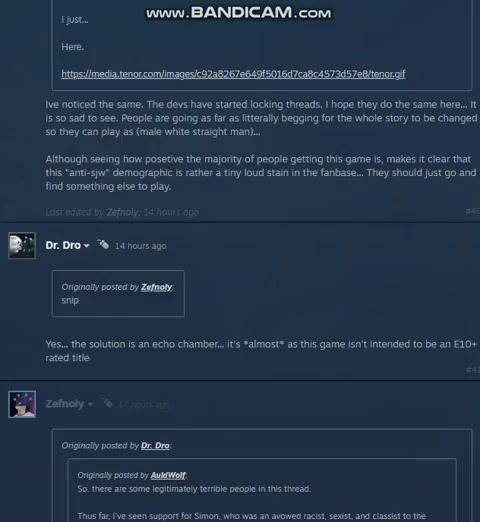 www.BANDICAM.com
I just...
Here.
https://media.tenor.com/images/c92a8267e649f5016d7ca8c4573d57e8/tenor.gif
Ive noticed the same. The devs have started locking threads. I hope they do the same here... It
is so sad to see. People are going as far as litterally begging for the whole story to be changed
so they can play as (male white straight man)...
Although seeing how posetive the majority of people getting this game is, makes it clear that
this "anti-sjw" demographic is rather a tiny loud stain in the fanbase... They should just go and
find something else to play.
Last edited by Zefnoly; 14 hours ago
#40
Dr. Dro 14 hours ago
Originally posted by Zefnoly:
snip
Yes... the solution is an echo chamber... it's *almost* as this game isn't intended to be an E10+
rated title
#41
Zefnoly 14 hours ago
Originally posted by Dr. Dro:
Originally posted by AuldWolf:
So, there are some legitimately terrible people in this thread.
Thus far, I've seen support for Simon, who was an avowed racist, sexist, and classist to the